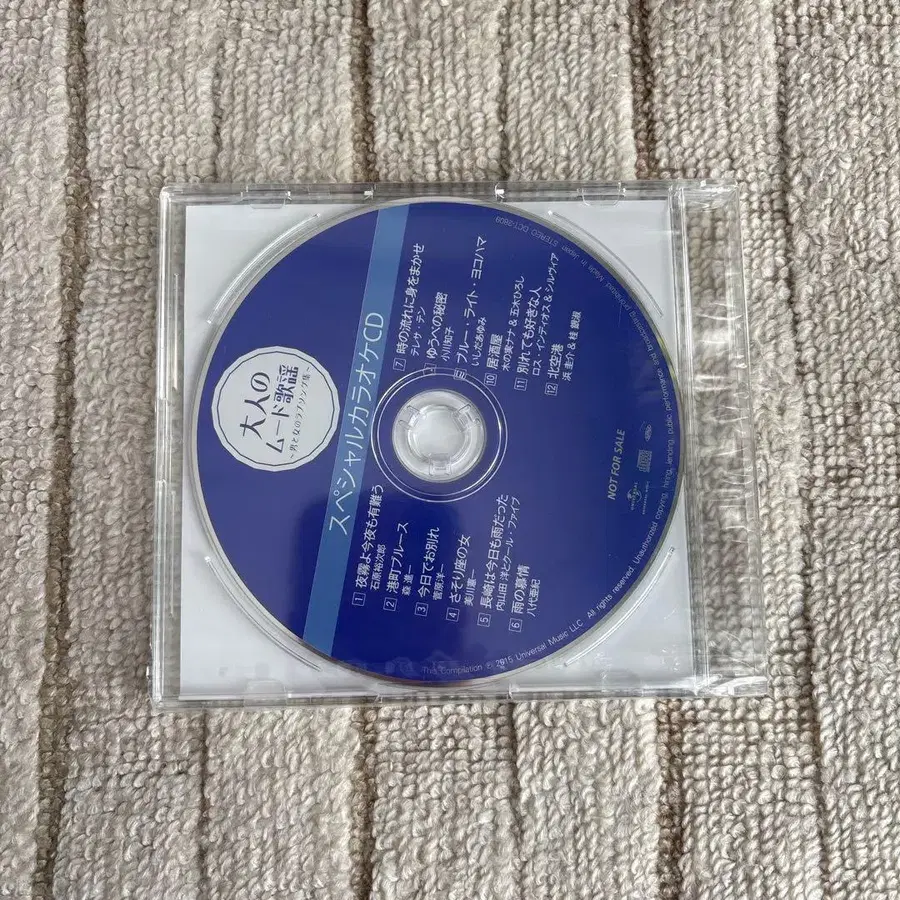 大人の
ムード歌謡
～男と女のラブソング集～
スペシャルカラオケCD
1 夜霧よ今夜も有難う
石原裕次郎
2 港町ブルース
森 進一
3 今日でお別れ
菅原洋一
4 さそり座の女
美川憲一
5 長崎は今日も雨だった
内山田 洋とクール・ファイブ
6 雨の慕情
八代亜紀
7 時の流れに身をまかせ
テレサ・テン
ゆうべの秘密
小川知子
9 ブルー・ライト・ヨコハマ
いしだあゆみ
10 居酒屋
木の実ナナ & 五木ひろし
11 別れても好きな人
ロス・インディオス & シルヴィア
12 北空港
浜 圭介 & 桂 銀淑
NOT FOR SALE
UNIVERSAL
This Compilation ℗ 2015 Universal Music LLC All rights reserved. Unauthorized copying, hiring, lending, public performance and broadcasting prohibited. Made in Japan STEREO DCI-2809